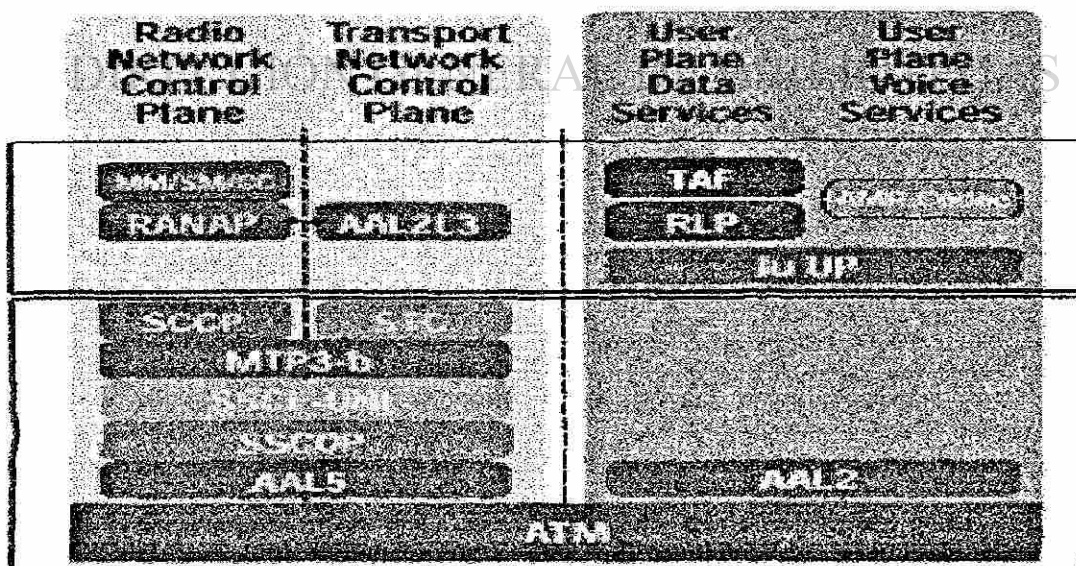 Radio
Network
Control
Plane
Transport
Network
Control
Plane
User
Plane
Data
Services
User
Plane
Voice
Services
TAF
RANAP
AAL2L3
RLP
Iu UP
SCCP
STC
MTP3-b
SSCOP
AAL5
AAL2
ATM